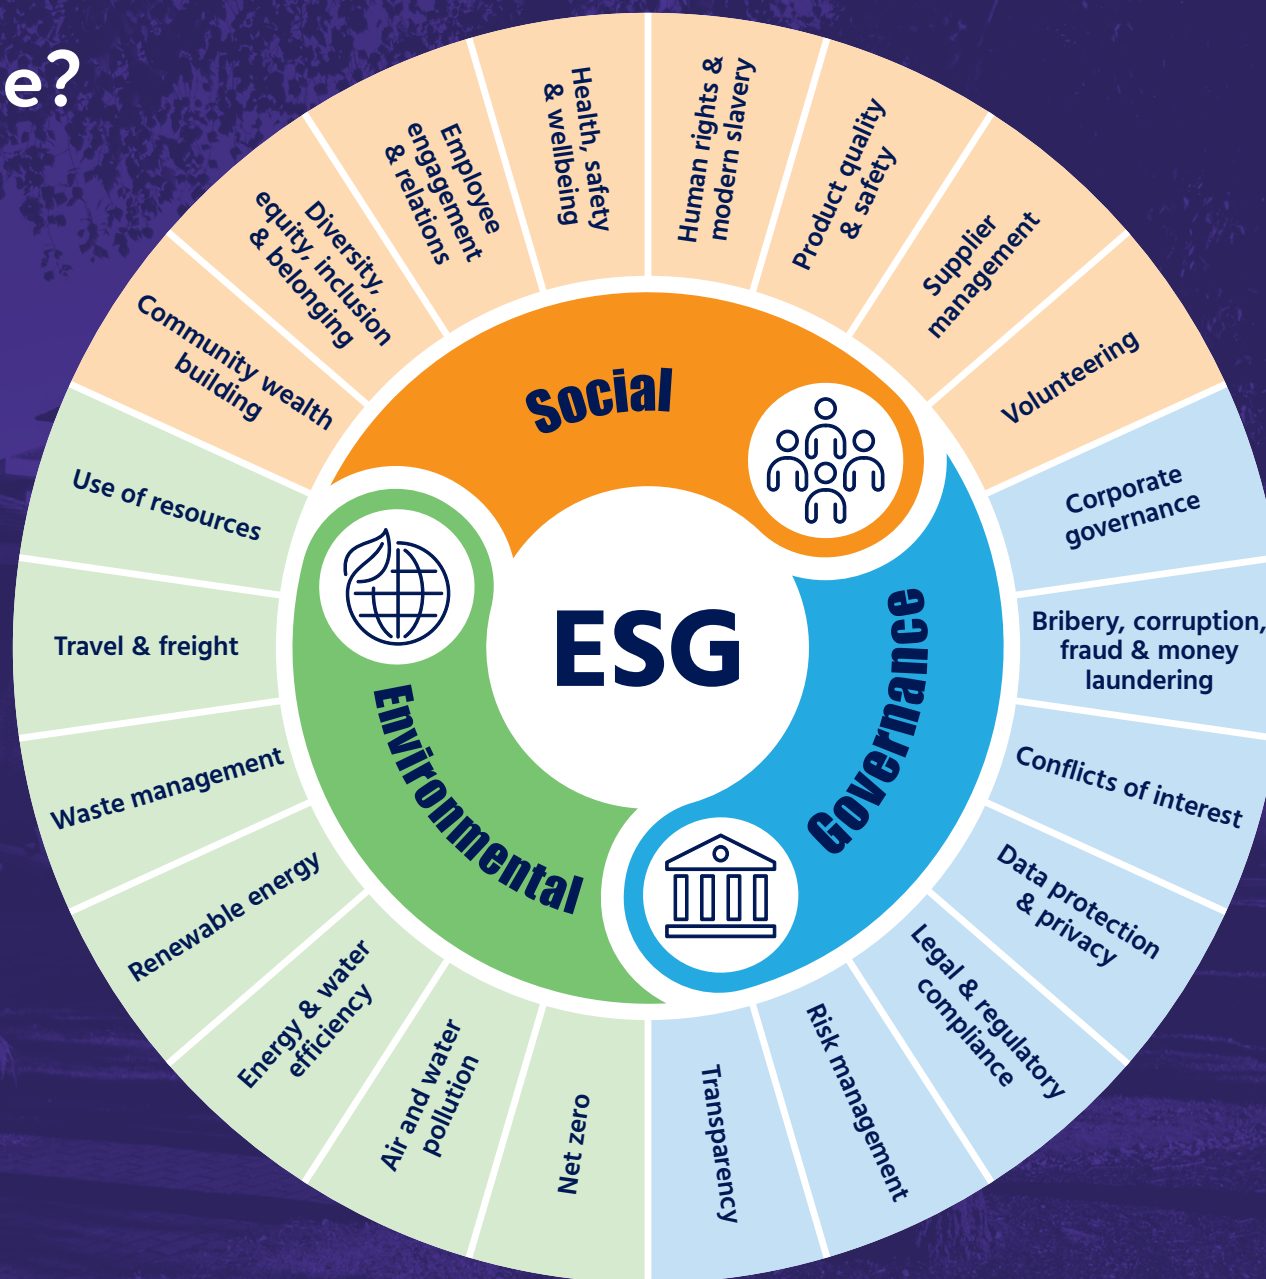 e?
Health, safety
& wellbeing
Human rights &
modern slavery
Product quality
& safety
Supplier
management
Volunteering
Corporate
governance
Bribery, corruption,
fraud & money
laundering
Conflicts of interest
Data protection
& privacy
Legal & regulatory
compliance
Risk management
Transparency
Net zero
Air and water
pollution
Energy & water
efficiency
Renewable energy
Waste management
Travel & freight
Use of resources
Community wealth
building
Diversity,
equity, inclusion
& belonging
Employee
engagement
& relations
Social
Governance
Environmental
ESG